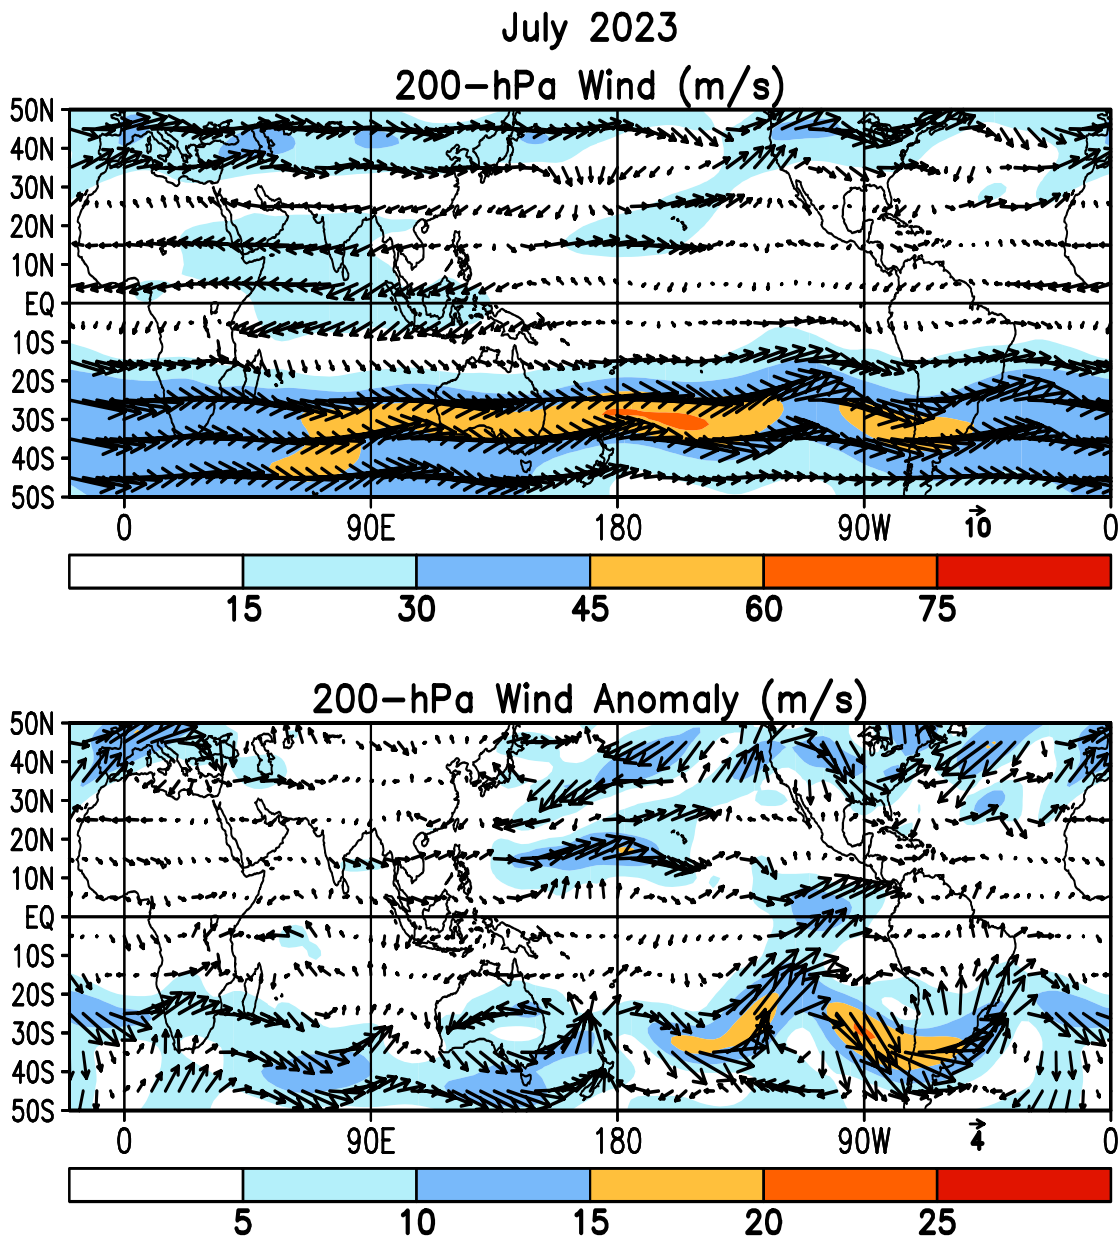 July 2023
200-hPa Wind (m/s)
50N
40N
30N
20N
10N
EQ
10S
20S
30S
40S
50S
0 90E 180 90W 10 0
15 30 45 60 75
200-hPa Wind Anomaly (m/s)
50N
40N
30N
20N
10N
EQ
10S
20S
30S
40S
50S
0 90E 180 90W 4 0
5 10 15 20 25